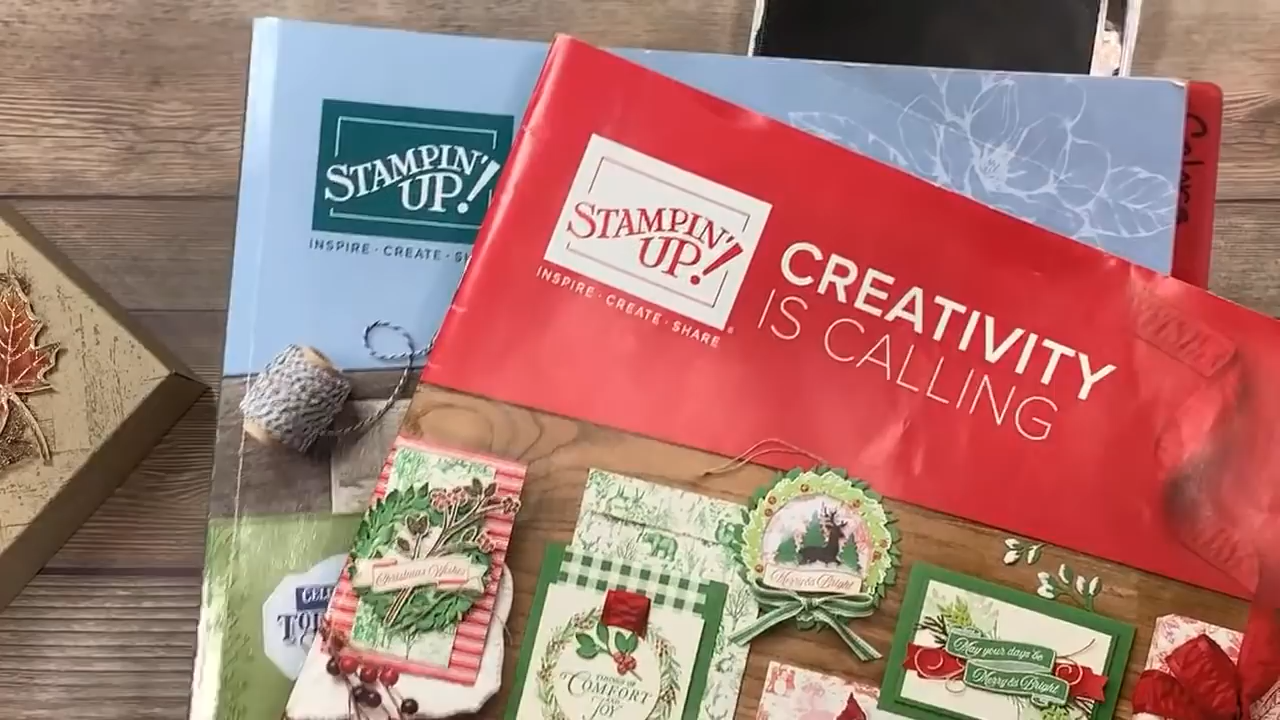 STAMPIN'
UP!
INSPIRE · CREATE ·
STAMPIN'
UP!
INSPIRE · CREATE · SHARE®
CREATIVITY
IS CALLING
Colors
Christmas Wishes
Merry & Bright
COMFORT
JOY
May your days be
Merry & Bright